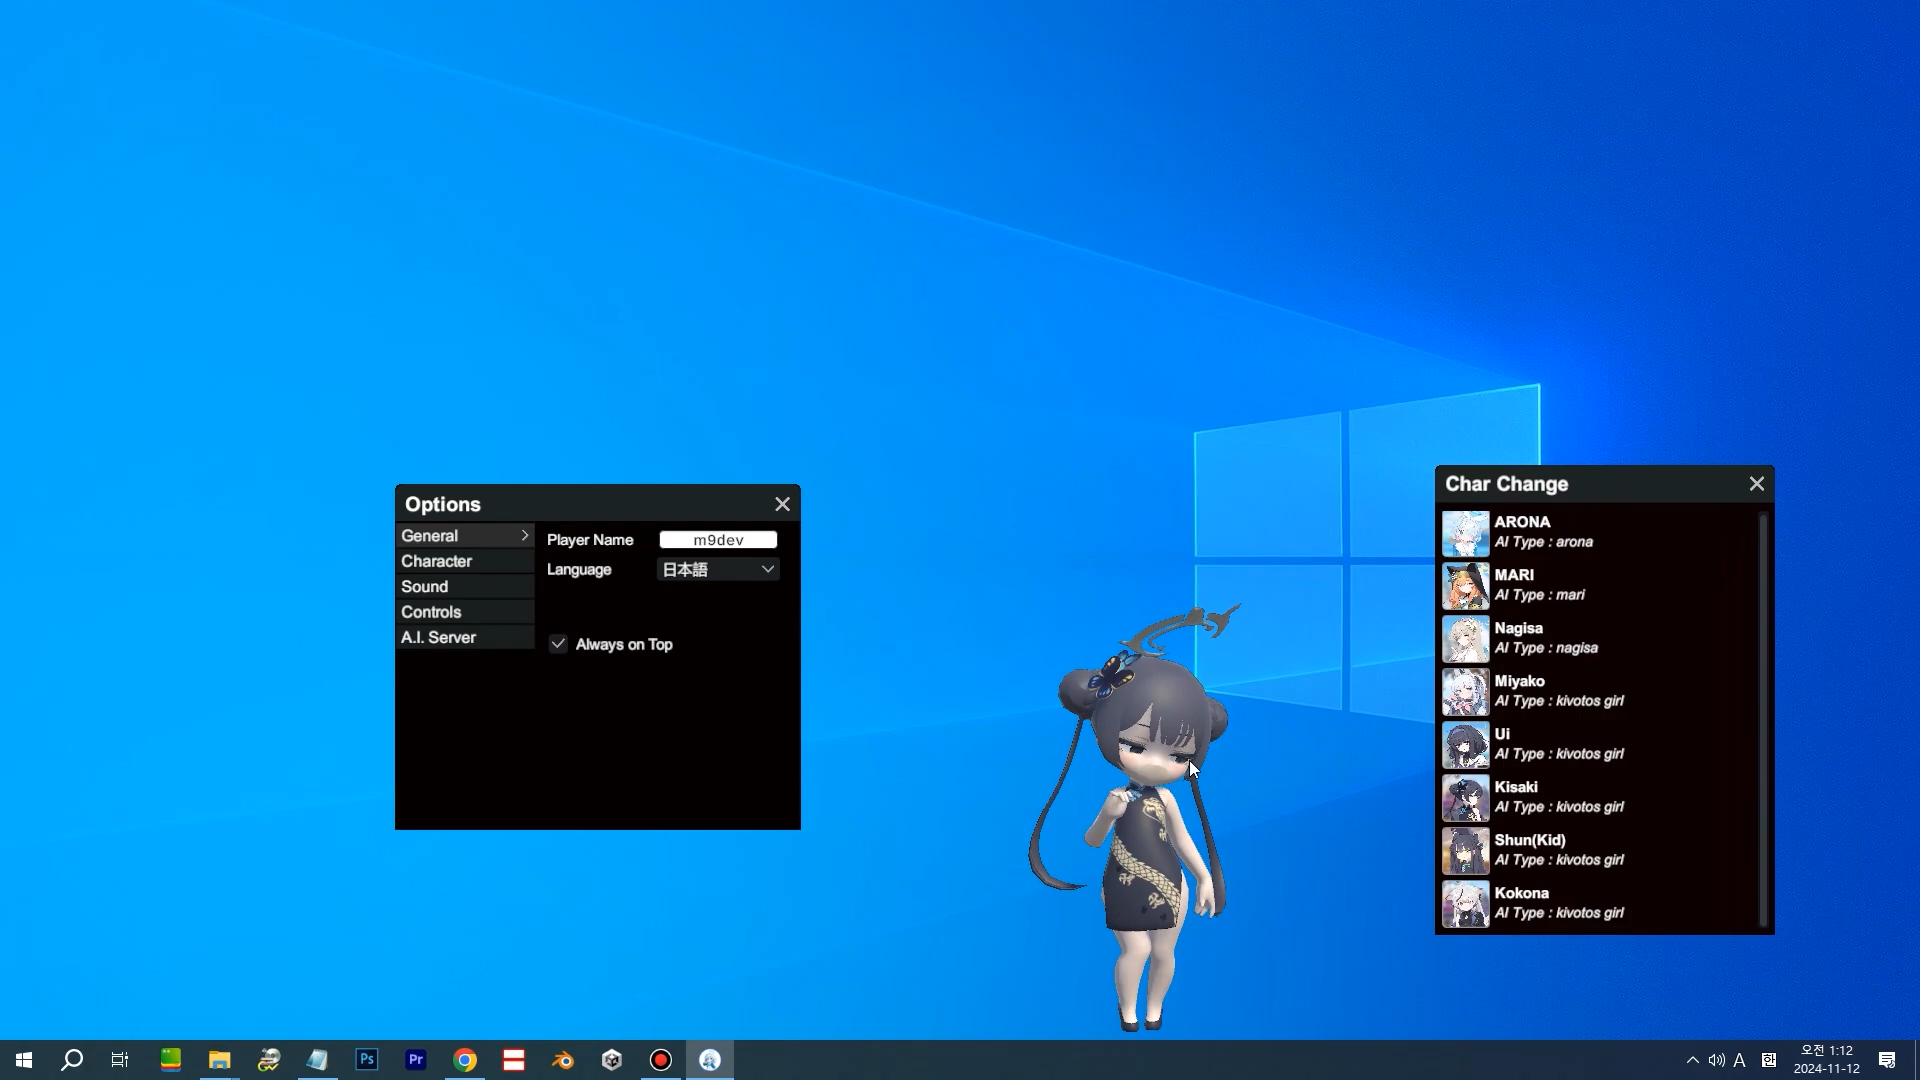 Options
General
Character
Sound
Controls
A.I. Server
Player Name
m9dev
Language
日本語
Always on Top
Char Change
ARONA
AI Type : arona
MARI
AI Type : mari
Nagisa
AI Type : nagisa
Miyako
AI Type : kivotos girl
Ui
AI Type : kivotos girl
Kisaki
AI Type : kivotos girl
Shun(Kid)
AI Type : kivotos girl
Kokona
AI Type : kivotos girl
Ps
Pr
A
한
오전 1:12
2024-11-12